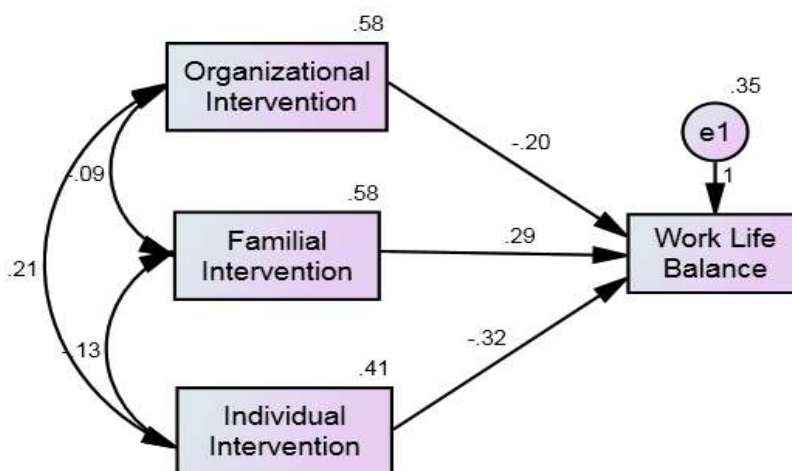 .58
Organizational
Intervention
.35
e1
-.20
-.09
1
.58
Familial
Intervention
.29
Work Life
Balance
.21
-.13
-.32
.41
Individual
Intervention